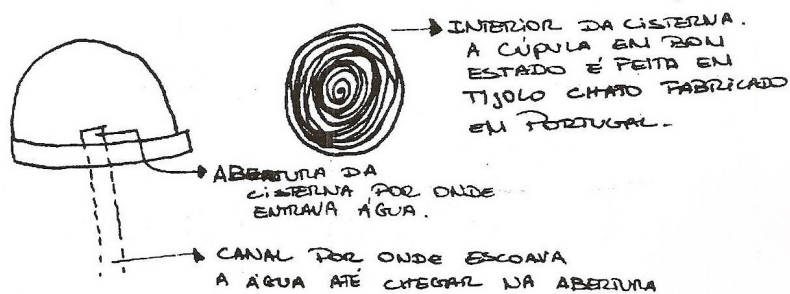 INTERIOR DA CISTERNA.
A CÚPULA EM BOM
ESTADO É FEITA EM
TIJOLO CHATO FABRICADO
EM PORTUGAL.
ABERTURA DA
CISTERNA POR ONDE
ENTRAVA ÁGUA.
CANAL POR ONDE ESCOAVA
A ÁGUA ATÉ CHEGAR NA ABERTURA